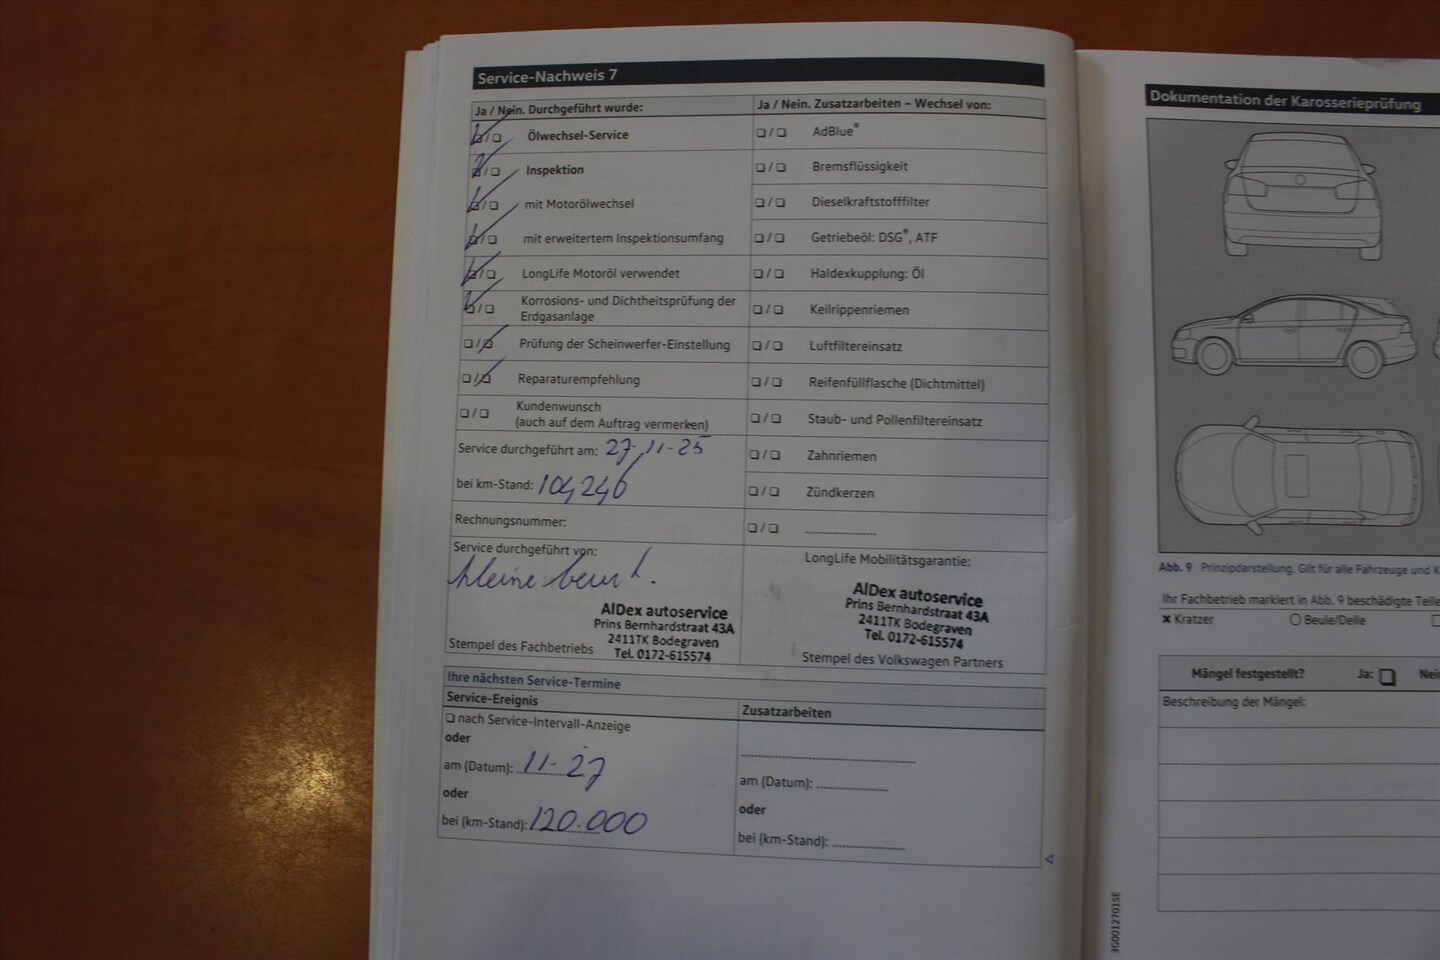 Service-Nachweis 7
Ja / Nein. Durchgeführt wurde:
Ölwechsel-Service
Inspektion
mit Motorölwechsel
mit erweitertem Inspektionsumfang
LongLife Motoröl verwendet
Korrosions- und Dichtheitsprüfung der
Erdgasanlage
Prüfung der Scheinwerfer-Einstellung
Reparaturempfehlung
Kundenwunsch
(auch auf dem Auftrag vermerken)
Service durchgeführt am: 27-11-25
bei km-Stand: 104246
Rechnungsnummer:
Service durchgeführt von:
kleine beurt.
AlDex autoservice
Prins Bernhardstraat 43A
2411TK Bodegraven
Tel. 0172-615574
Stempel des Fachbetriebs
Ja / Nein. Zusatzarbeiten – Wechsel von:
AdBlue®
Bremsflüssigkeit
Dieselkraftstofffilter
Getriebeöl: DSG®, ATF
Haldexkupplung: Öl
Keilrippenriemen
Luftfiltereinsatz
Reifenfüllflasche (Dichtmittel)
Staub- und Pollenfiltereinsatz
Zahnriemen
Zündkerzen
LongLife Mobilitätsgarantie:
AlDex autoservice
Prins Bernhardstraat 43A
2411TK Bodegraven
Tel. 0172-615574
Stempel des Volkswagen Partners
Ihre nächsten Service-Termine
Service-Ereignis
nach Service-Intervall-Anzeige
oder
am (Datum): 11-27
oder
bei (km-Stand): 120.000
Zusatzarbeiten
am (Datum):
oder
bei (km-Stand):
Dokumentation der Karosserieprüfung
Abb. 9 Prinzipdarstellung. Gilt für alle Fahrzeuge und
Ihr Fachbetrieb markiert in Abb. 9 beschädigte Teile
x Kratzer
Beule/Delle
Mängel festgestellt? Ja:
Beschreibung der Mängel:
3G0012701SE